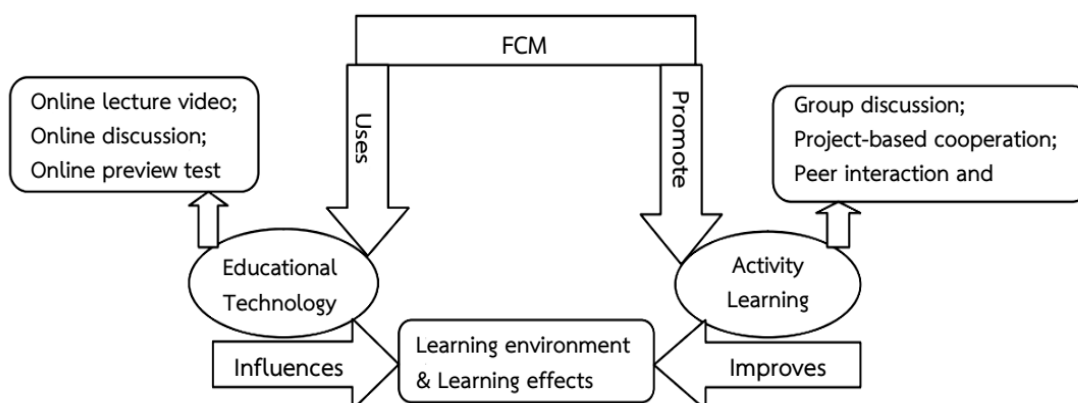 FCM
Uses
Promote
Online lecture video;
Online discussion;
Online preview test
Group discussion;
Project-based cooperation;
Peer interaction and
Educational
Technology
Activity
Learning
Influences
Learning environment
& Learning effects
Improves